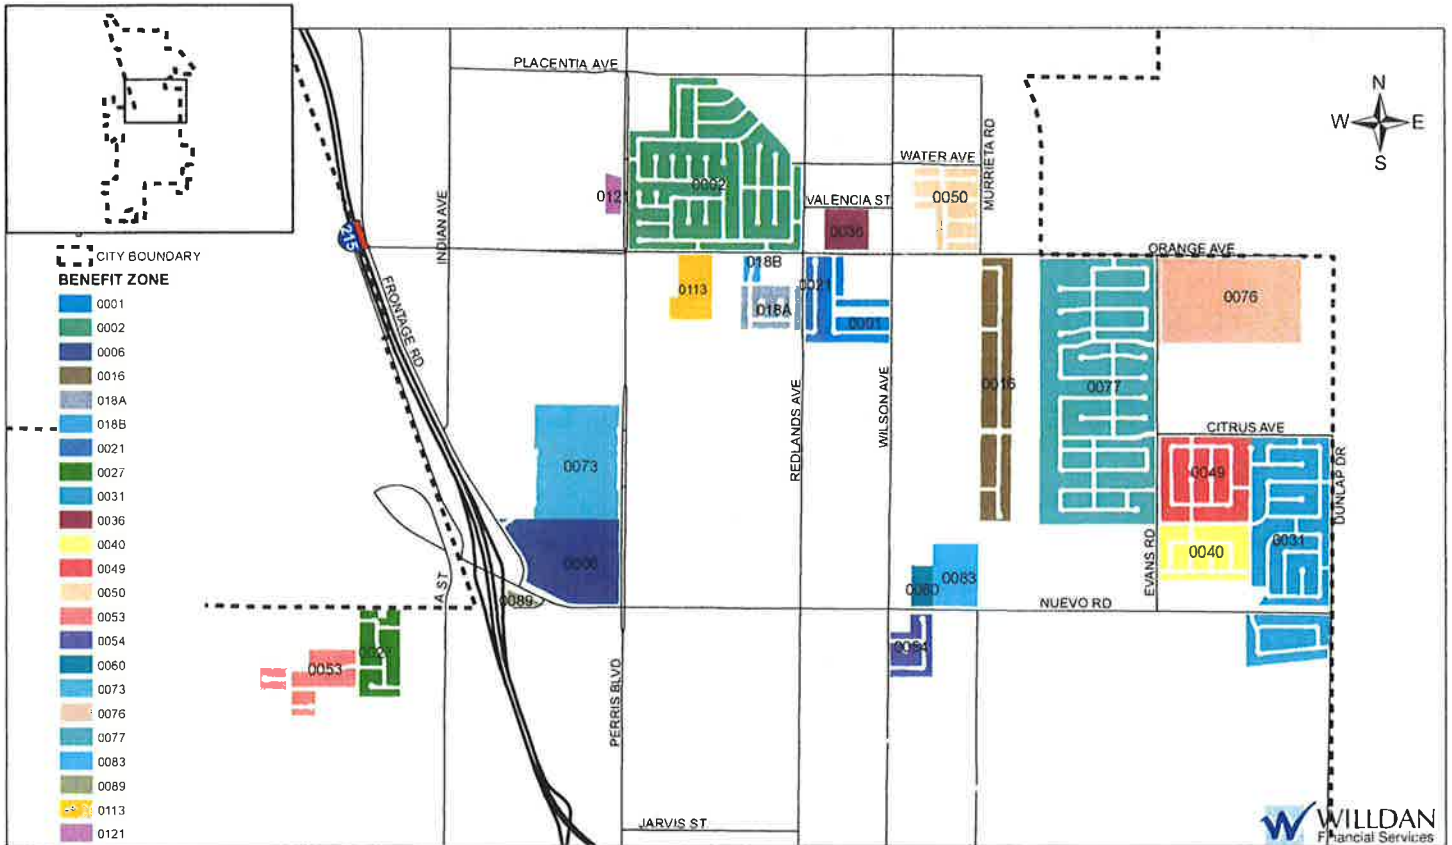 N
W E
S
PLACENTIA AVE
MURRIETA RD
WATER AVE
INDIAN AVE
0121
0002
VALENCIA ST
0050
0036
215
CITY BOUNDARY
BENEFIT ZONE
0001
0002
0006
0016
018A
018B
0021
0027
0031
0036
0040
0049
0050
0053
0054
0060
0073
0076
0077
0083
0089
0113
0121
ORANGE AVE
FRONTAGE RD
0113
018B
018A
0021
0001
0076
0016
0077
REDLANDS AVE
WILSON AVE
CITRUS AVE
DUNLAP DR
0073
0049
0031
0040
EVANS RD
0006
A ST
0089
0060
0083
NUEVO RD
0053
0027
0054
PERRIS BLVD
JARVIS ST
W WILLDAN
Financial Services